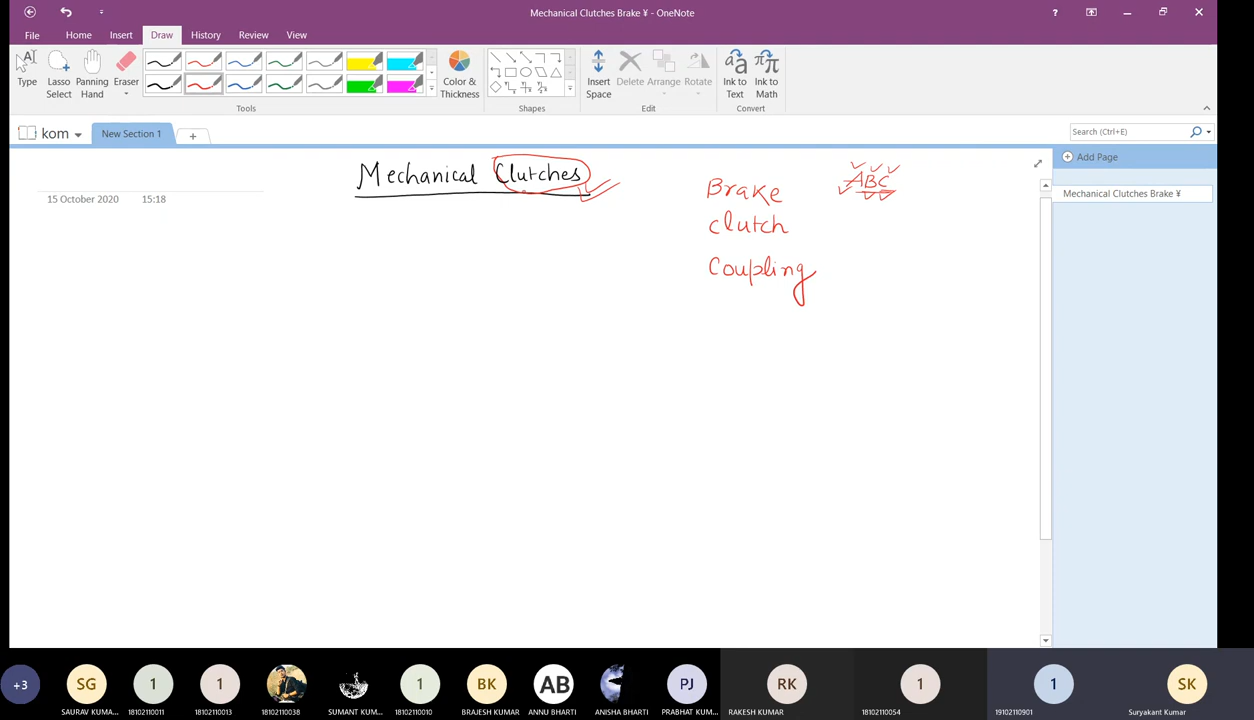 Mechanical Clutches Brake ¥ - OneNote
?
File Home Insert Draw History Review View
Type
Lasso Select
Panning Hand
Eraser
Color & Thickness
Insert Space
Delete
Arrange
Rotate
Ink to Text
Ink to Math
Tools
Shapes
Edit
Convert
kom
New Section 1
+
Search (Ctrl+E)
Add Page
Mechanical Clutches Brake ¥
Mechanical Clutches
15 October 2020 15:18
Brake
Clutch
Coupling
ABC
+3
SG
1
1
1
BK
AB
PJ
RK
1
1
SK
SAURAV KUMA...
18102110011
18102110013
18102110038
SUMANT KUM...
18102110010
BRAJESH KUMAR
ANNU BHARTI
ANISHA BHARTI
PRABHAT KUM...
RAKESH KUMAR
18102110054
19102110901
Suryakant Kumar